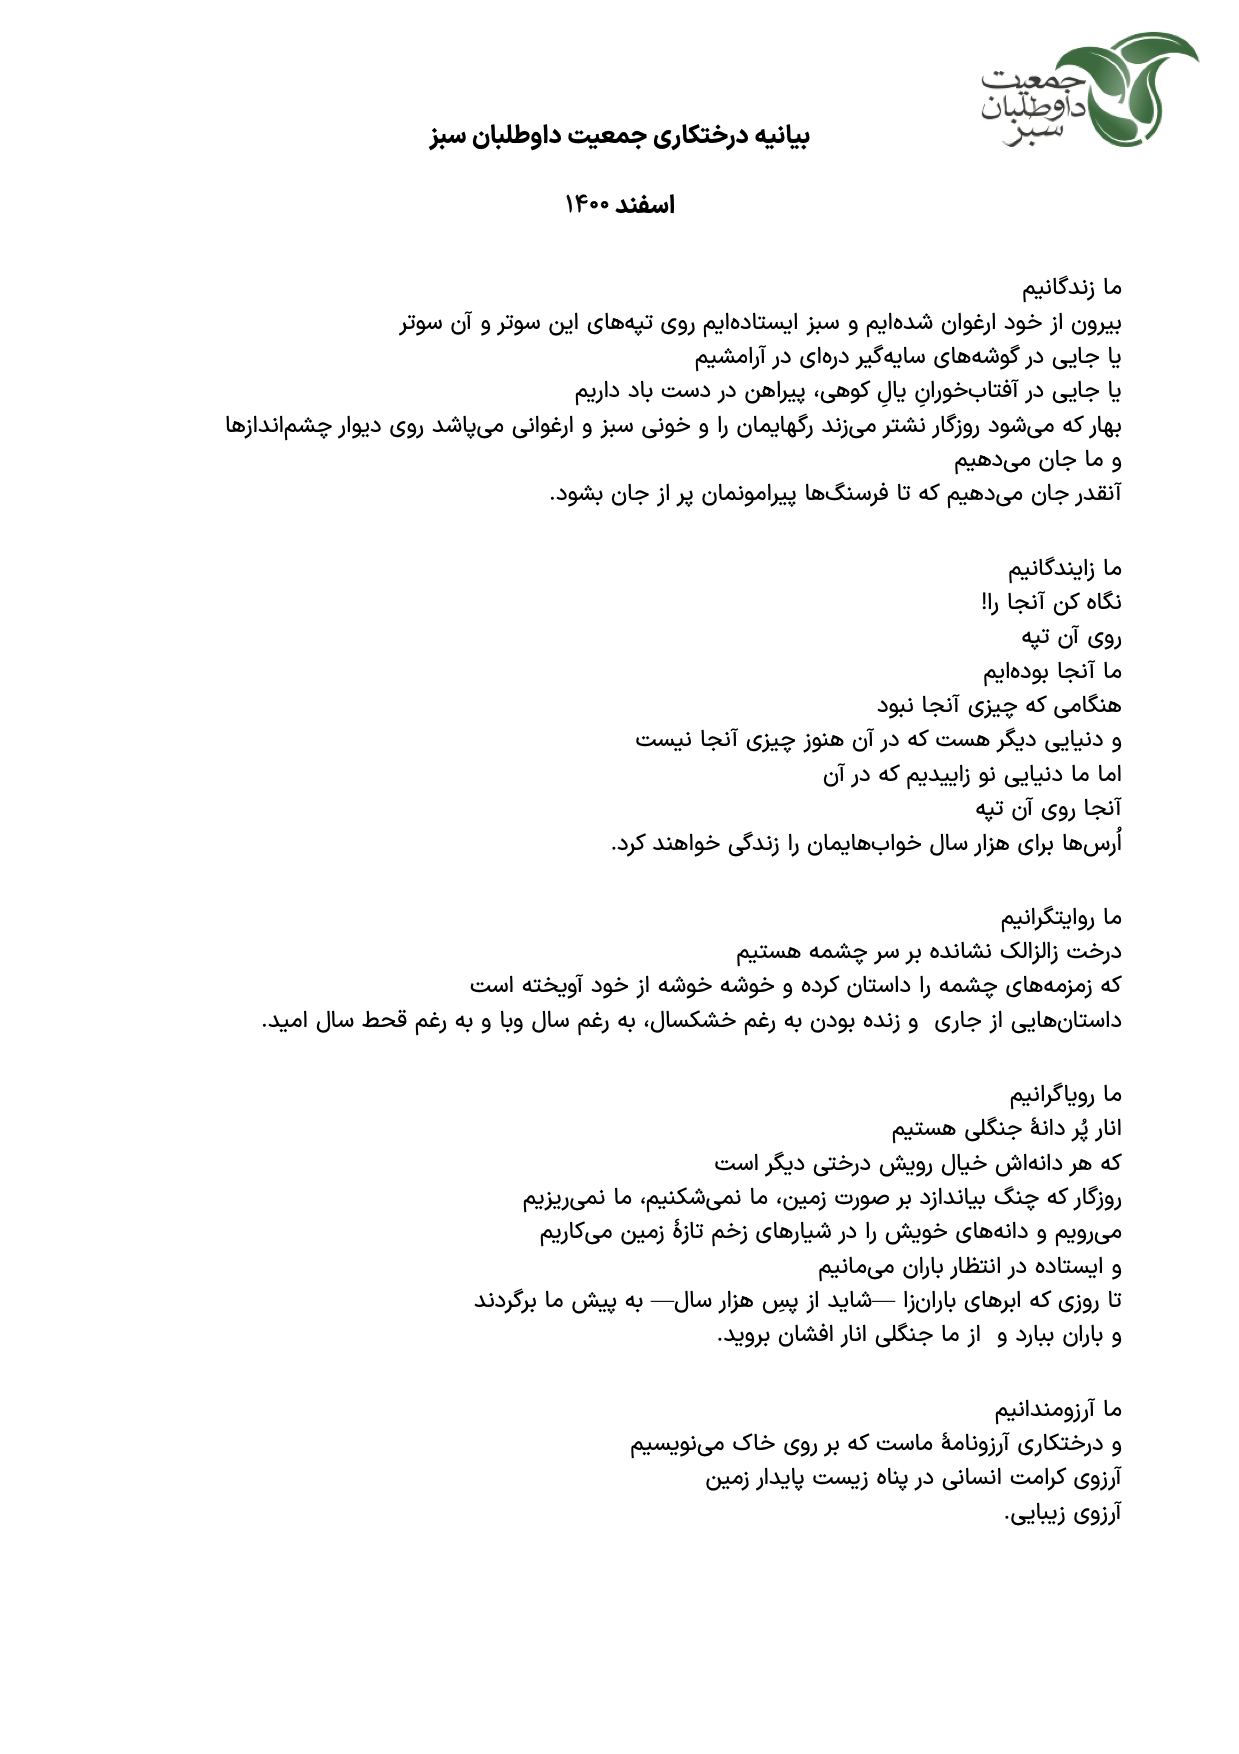 جمعیت
داوطلبان
سبز
بیانیه درختکاری جمعیت داوطلبان سبز
اسفند ۱۴۰۰
ما زندگانیم
بیرون از خود ارغوان شده‌ایم و سبز ایستاده‌ایم روی تپه‌های این سوتر و آن سوتر
یا جایی در گوشه‌های سایه‌گیر دره‌ای در آرامشیم
یا جایی در آفتاب‌خورانِ یالِ کوهی، پیراهن در دست باد داریم
بهار که می‌شود روزگار نشتر می‌زند رگهایمان را و خونی سبز و ارغوانی می‌پاشد روی دیوار چشم‌اندازها
و ما جان می‌دهیم
آنقدر جان می‌دهیم که تا فرسنگ‌ها پیرامونمان پر از جان بشود.
ما زایندگانیم
نگاه کن آنجا را!
روی آن تپه
ما آنجا بوده‌ایم
هنگامی که چیزی آنجا نبود
و دنیایی دیگر هست که در آن هنوز چیزی آنجا نیست
اما ما دنیایی نو زاییدیم که در آن
آنجا روی آن تپه
اُرس‌ها برای هزار سال خواب‌هایمان را زندگی خواهند کرد.
ما روایتگرانیم
درخت زالزالک نشانده بر سر چشمه هستیم
که زمزمه‌های چشمه را داستان کرده و خوشه خوشه از خود آویخته است
داستان‌هایی از جاری  و زنده بودن به رغم خشکسال، به رغم سال وبا و به رغم قحط سال امید.
ما رویاگرانیم
انار پُر دانهٔ جنگلی هستیم
که هر دانه‌اش خیال رویش درختی دیگر است
روزگار که چنگ بیاندازد بر صورت زمین، ما نمی‌شکنیم، ما نمی‌ریزیم
می‌رویم و دانه‌های خویش را در شیارهای زخم تازهٔ زمین می‌کاریم
و ایستاده در انتظار باران می‌مانیم
تا روزی که ابرهای باران‌زا —شاید از پسِ هزار سال— به پیش ما برگردند
و باران ببارد و  از ما جنگلی انار افشان بروید.
ما آرزومندانیم
و درختکاری آرزونامهٔ ماست که بر روی خاک می‌نویسیم
آرزوی کرامت انسانی در پناه زیست پایدار زمین
آرزوی زیبایی.